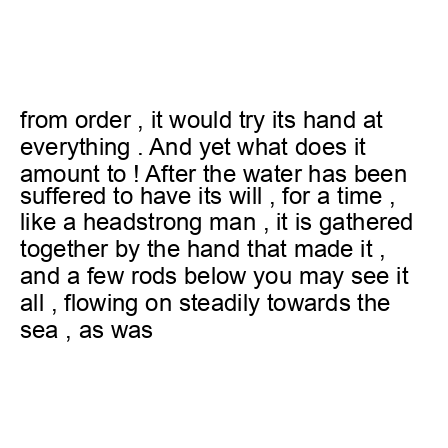 from order , it would try its hand at
everything . And yet what does it
amount to ! After the water has been
suffered to have its will , for a time ,
like a headstrong man , it is gathered
together by the hand that made it ,
and a few rods below you may see it
all , flowing on steadily towards the
sea , as was